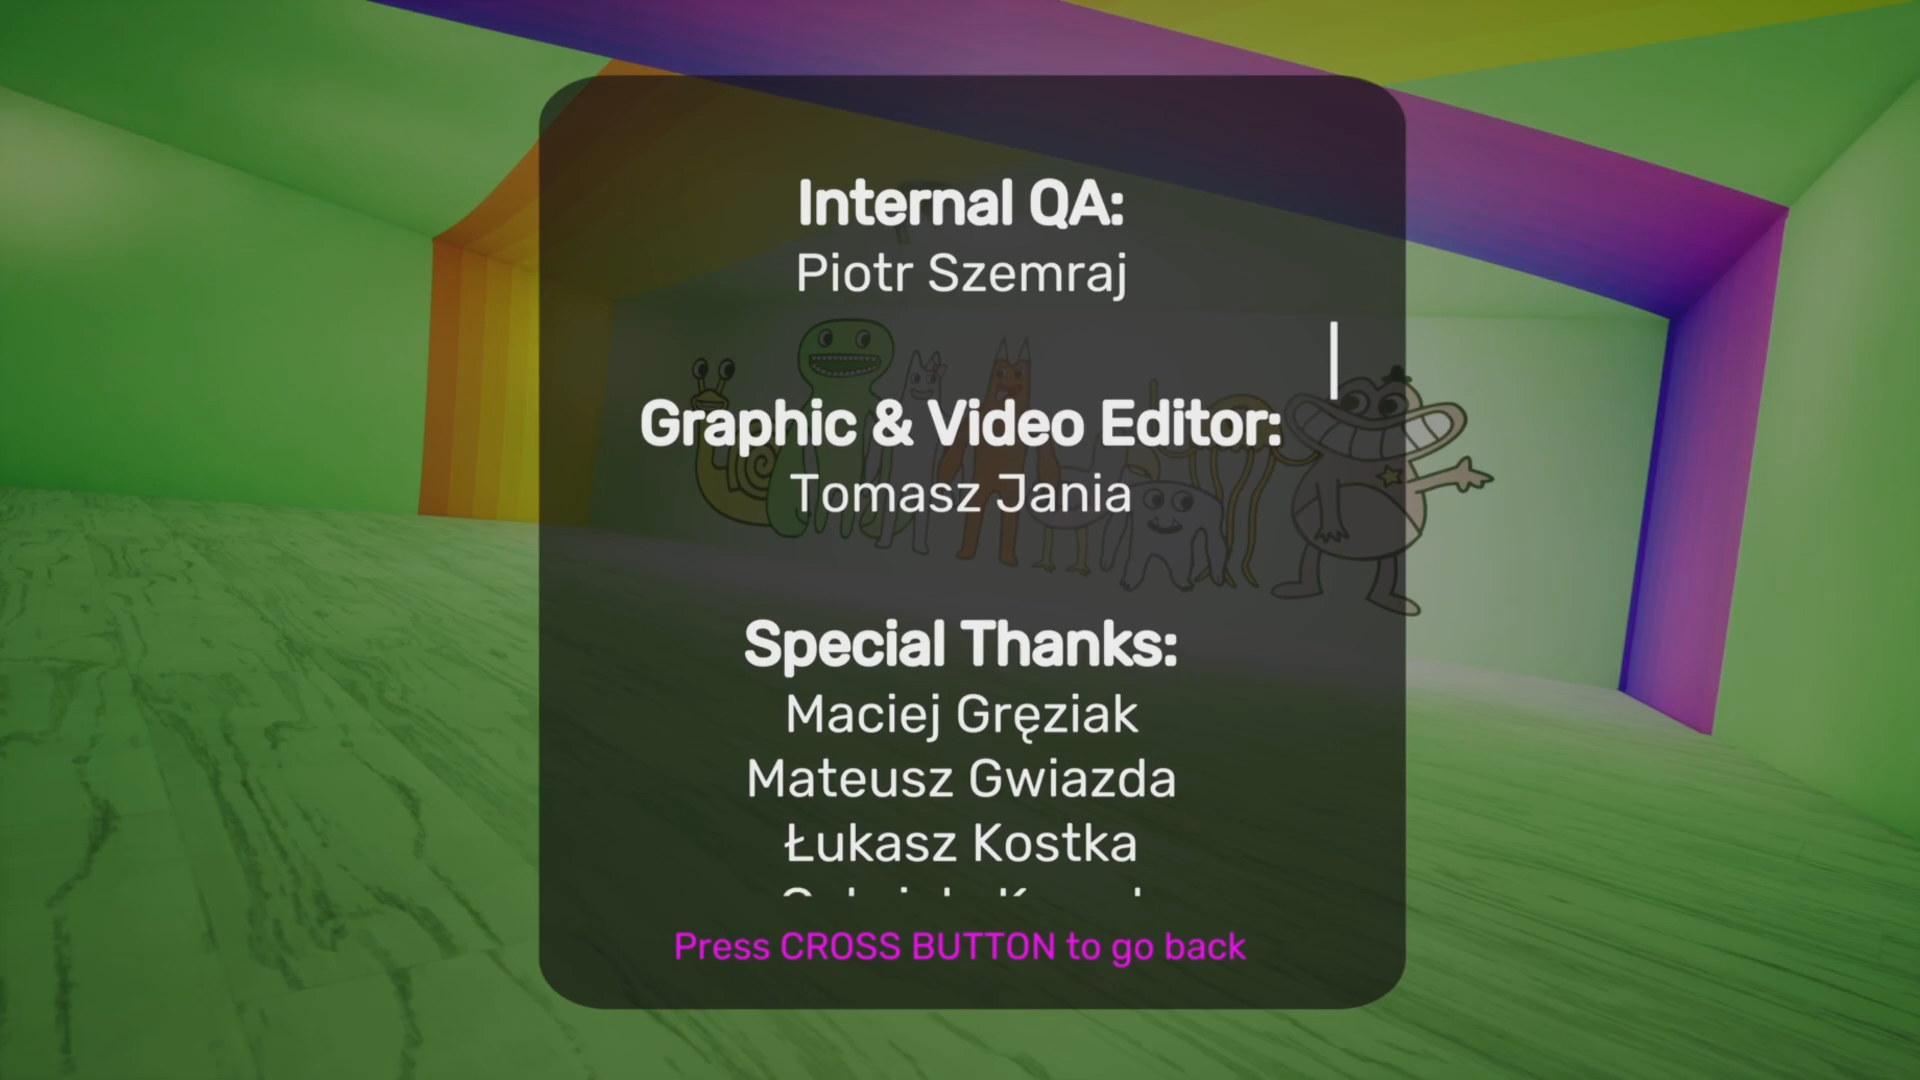 Internal QA:
Piotr Szemraj
Graphic & Video Editor:
Tomasz Jania
Special Thanks:
Maciej Gręziak
Mateusz Gwiazda
Łukasz Kostka
Press CROSS BUTTON to go back